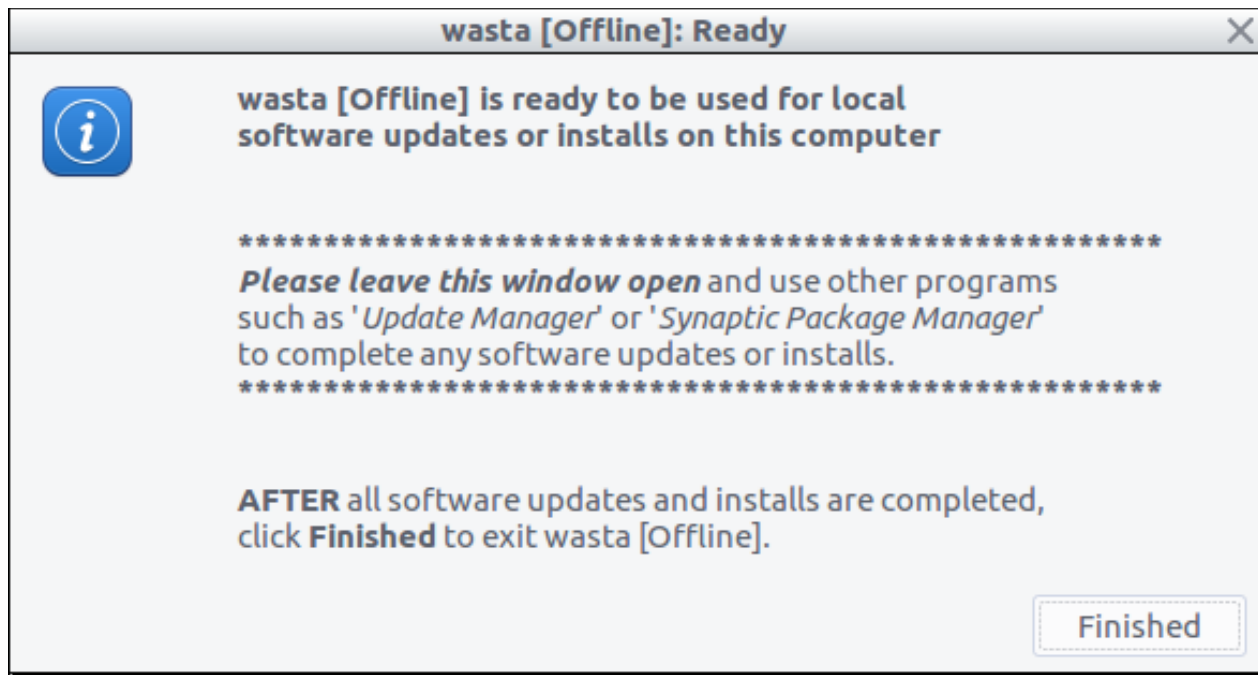 wasta [Offline]: Ready
wasta [Offline] is ready to be used for local
software updates or installs on this computer
******************************************************
Please leave this window open and use other programs
such as 'Update Manager' or 'Synaptic Package Manager'
to complete any software updates or installs.
******************************************************
AFTER all software updates and installs are completed,
click Finished to exit wasta [Offline].
Finished